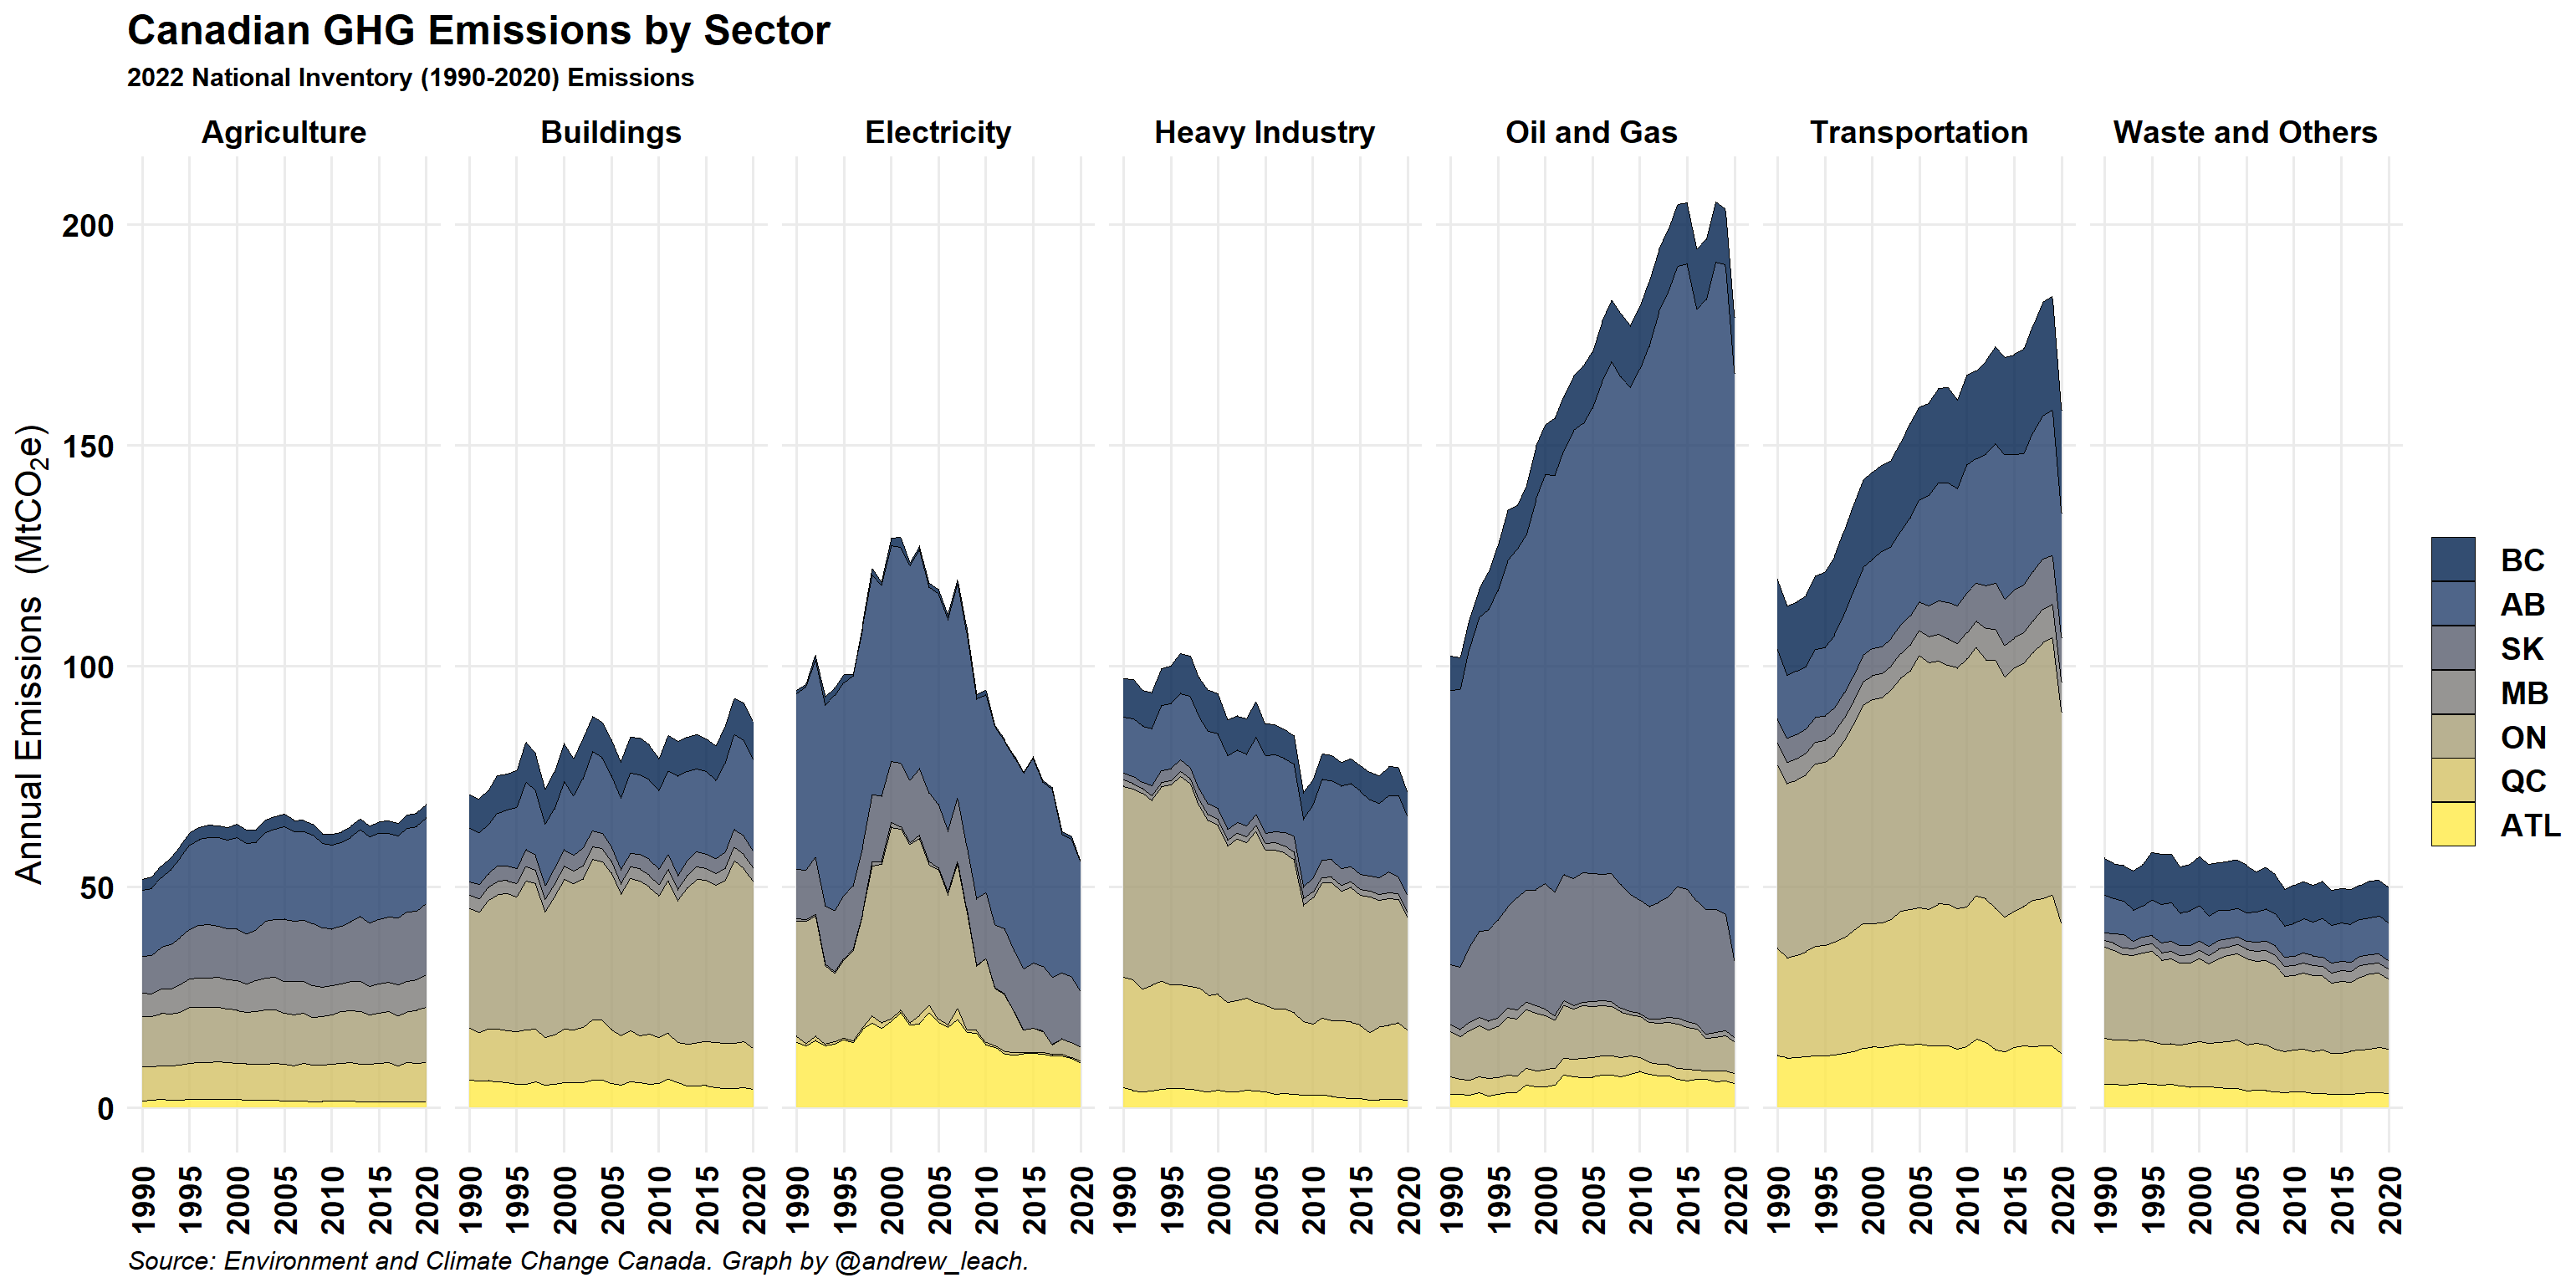 Canadian GHG Emissions by Sector
2022 National Inventory (1990-2020) Emissions
Agriculture Buildings Electricity Heavy Industry Oil and Gas Transportation Waste and Others
Annual Emissions (MtCO₂e)
200
150
100
50
0
BC
AB
SK
MB
ON
QC
ATL
1990 1995 2000 2005 2010 2015 2020 1990 1995 2000 2005 2010 2015 2020 1990 1995 2000 2005 2010 2015 2020 1990 1995 2000 2005 2010 2015 2020 1990 1995 2000 2005 2010 2015 2020 1990 1995 2000 2005 2010 2015 2020 1990 1995 2000 2005 2010 2015 2020
Source: Environment and Climate Change Canada. Graph by @andrew_leach.